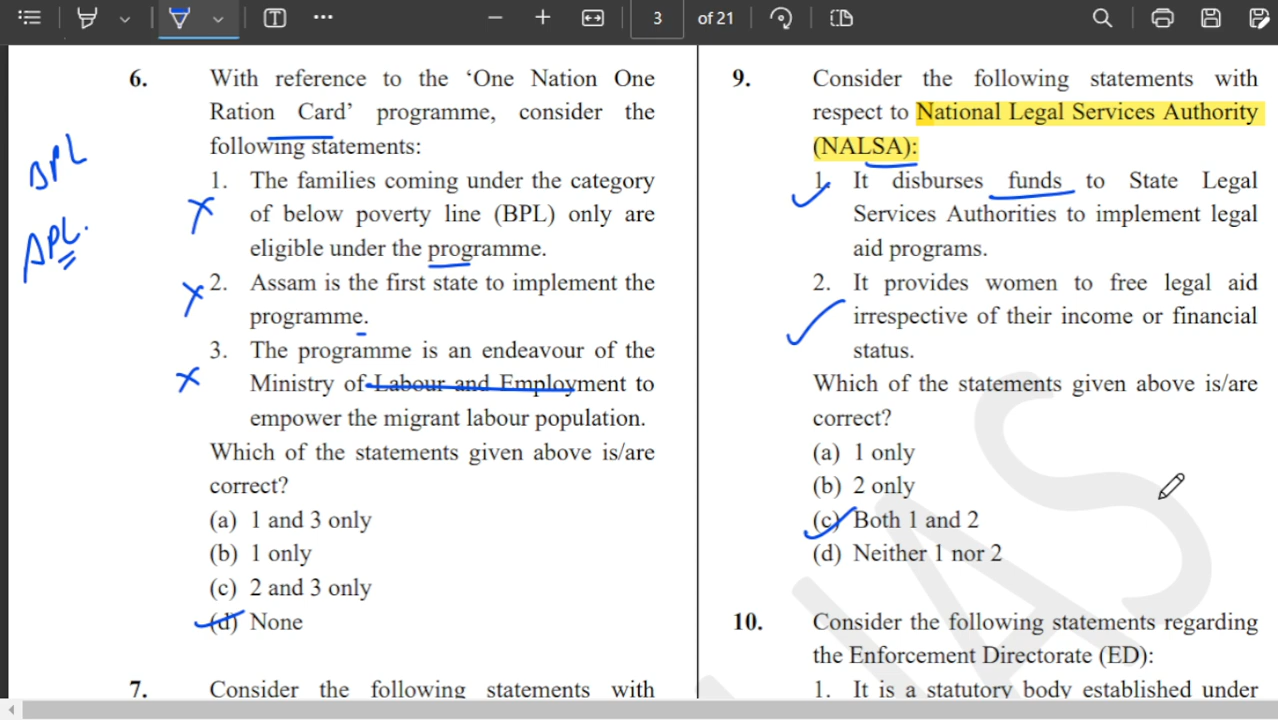 3 of 21
6. With reference to the ‘One Nation One
Ration Card’ programme, consider the
following statements:
1. The families coming under the category
of below poverty line (BPL) only are
eligible under the programme.
2. Assam is the first state to implement the
programme.
3. The programme is an endeavour of the
Ministry of Labour and Employment to
empower the migrant labour population.
Which of the statements given above is/are
correct?
(a) 1 and 3 only
(b) 1 only
(c) 2 and 3 only
(d) None
7. Consider the following statements with
BPL
APL.
9. Consider the following statements with
respect to National Legal Services Authority
(NALSA):
1. It disburses funds to State Legal
Services Authorities to implement legal
aid programs.
2. It provides women to free legal aid
irrespective of their income or financial
status.
Which of the statements given above is/are
correct?
(a) 1 only
(b) 2 only
(c) Both 1 and 2
(d) Neither 1 nor 2
10. Consider the following statements regarding
the Enforcement Directorate (ED):
1. It is a statutory body established under
IAS